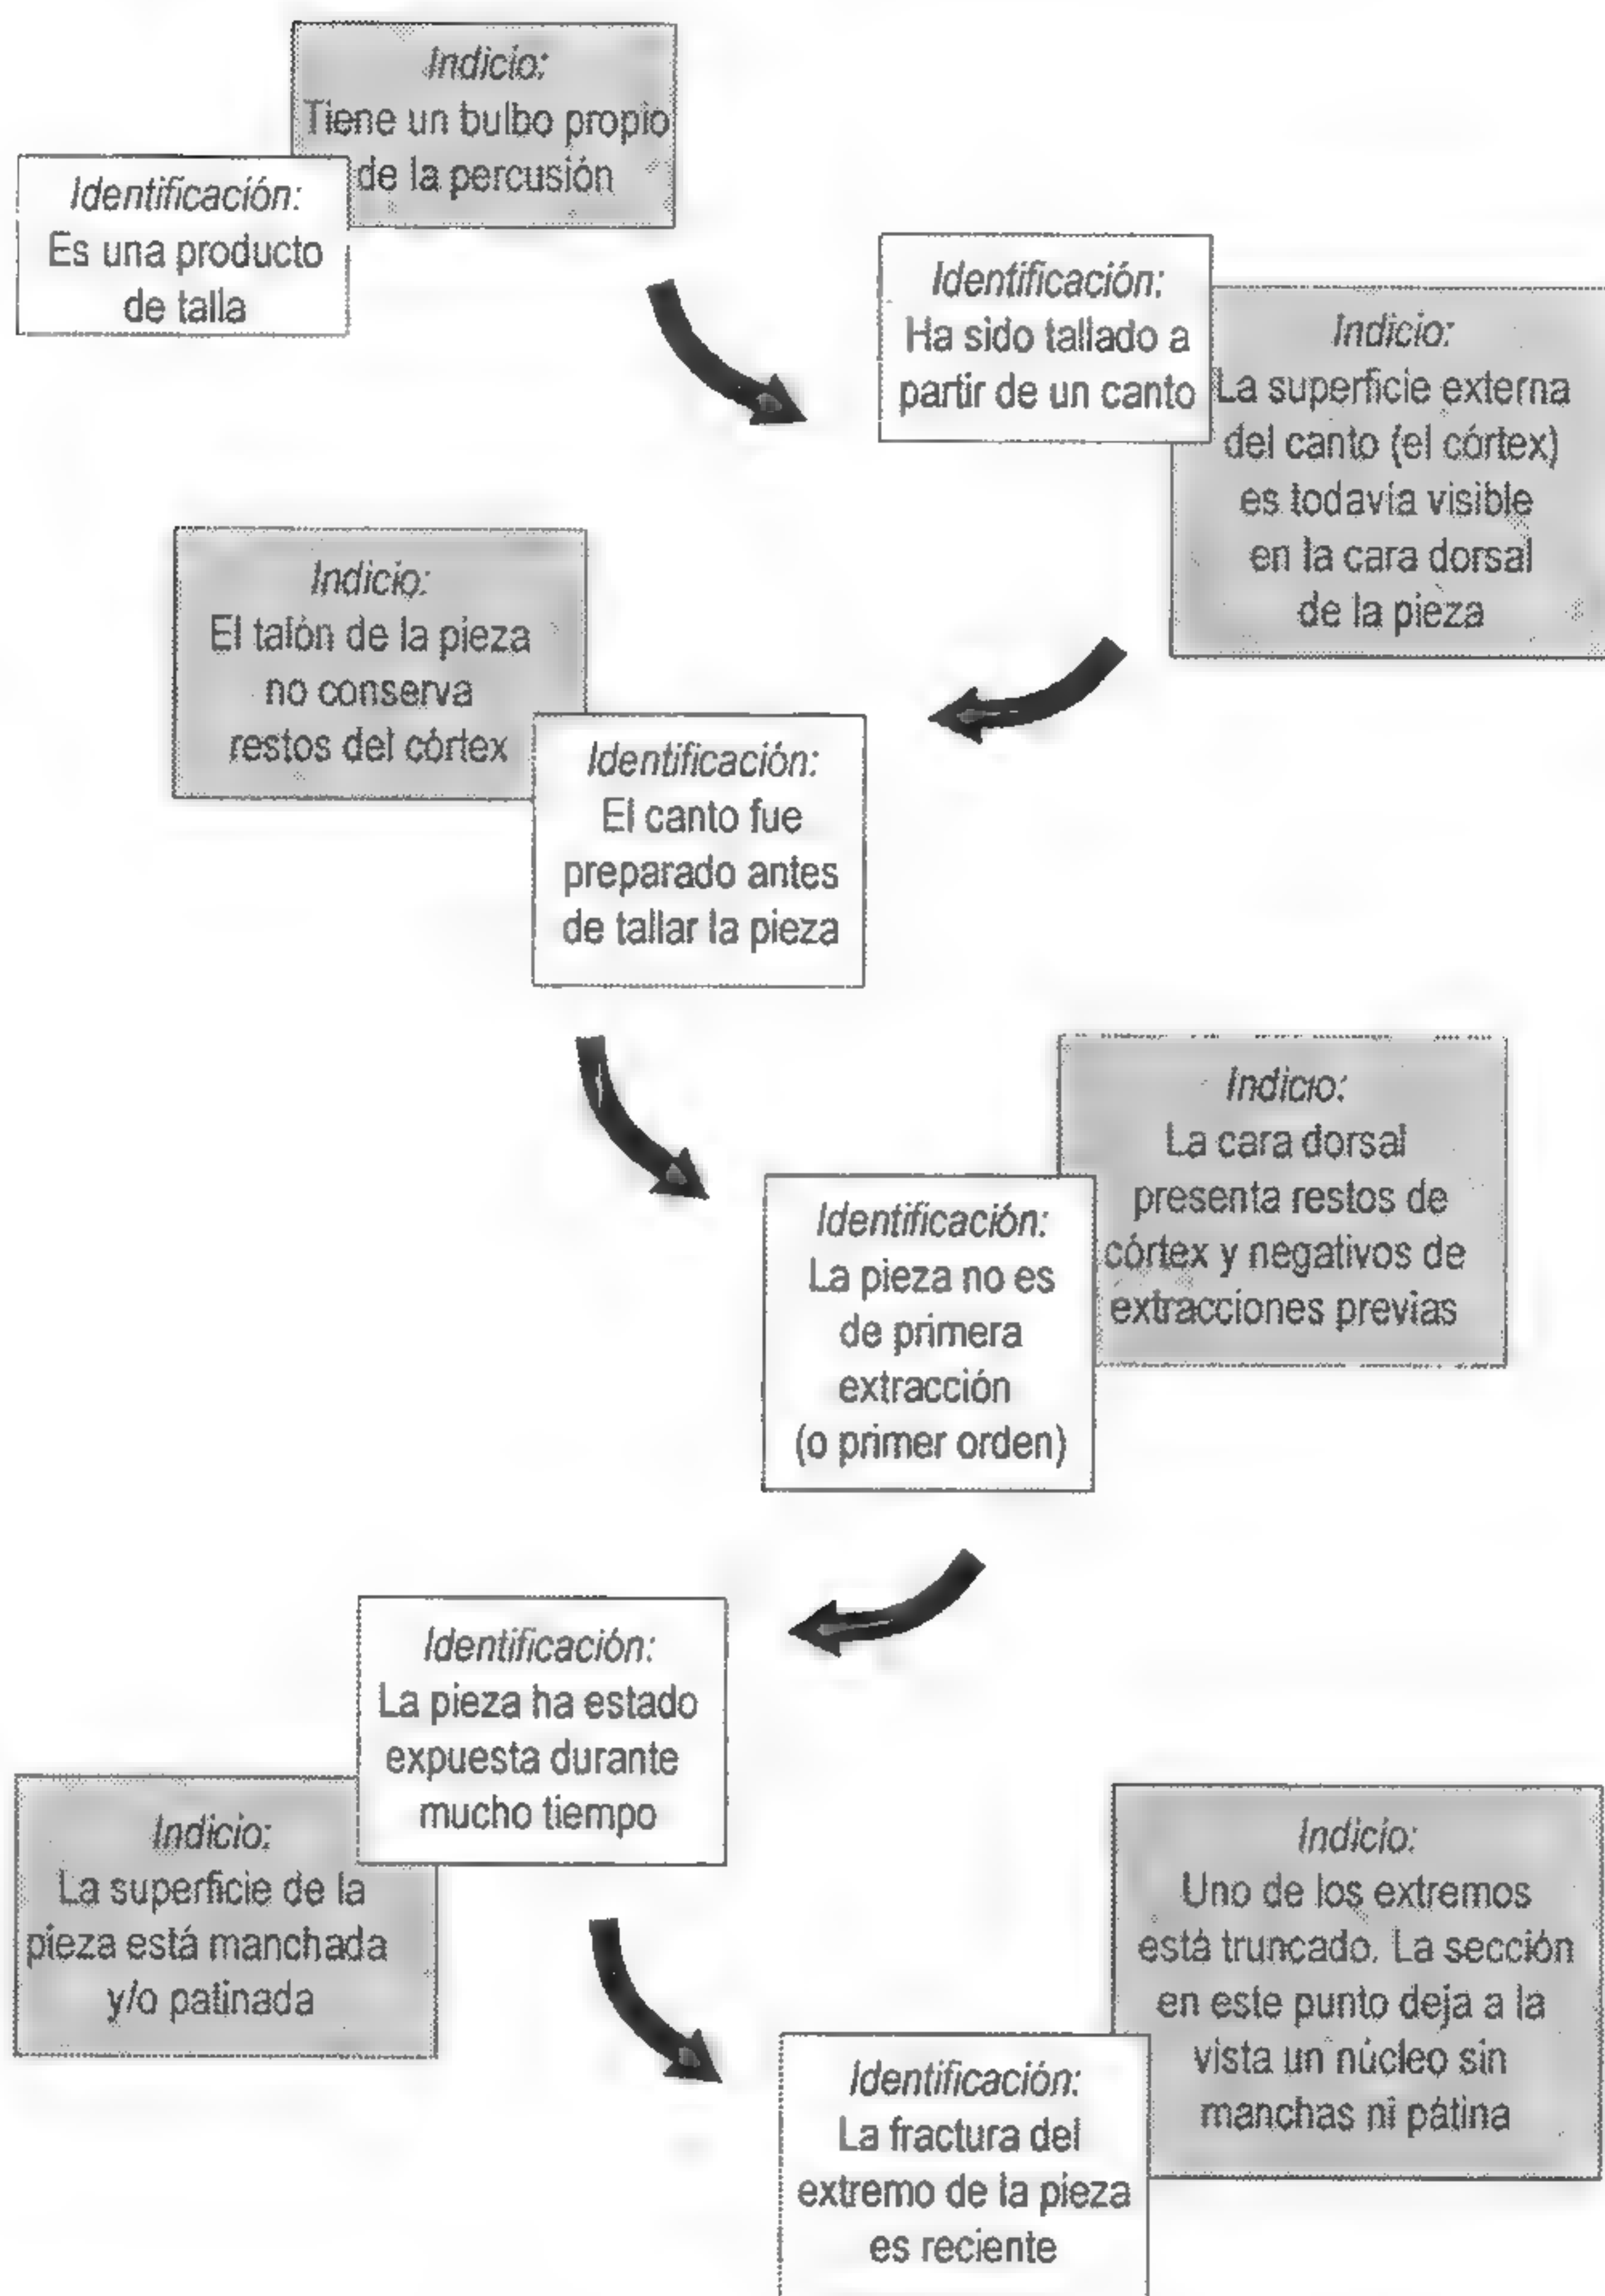 Indicio:
Tiene un bulbo propio
de la percusión
Identificación:
Es una producto
de talla
Identificación:
Ha sido tallado a
partir de un canto
Indicio:
La superficie externa
del canto (el córtex)
es todavía visible
en la cara dorsal
de la pieza
Indicio:
El talón de la pieza
no conserva
restos del córtex
Identificación:
El canto fue
preparado antes
de tallar la pieza
Indicio:
La cara dorsal
presenta restos de
córtex y negativos de
extracciones previas
Identificación:
La pieza no es
de primera
extracción
(o primer orden)
Identificación:
La pieza ha estado
expuesta durante
mucho tiempo
Indicio:
La superficie de la
pieza está manchada
y/o patinada
Indicio:
Uno de los extremos
está truncado. La sección
en este punto deja a la
vista un núcleo sin
manchas ni pátina
Identificación:
La fractura del
extremo de la pieza
es reciente